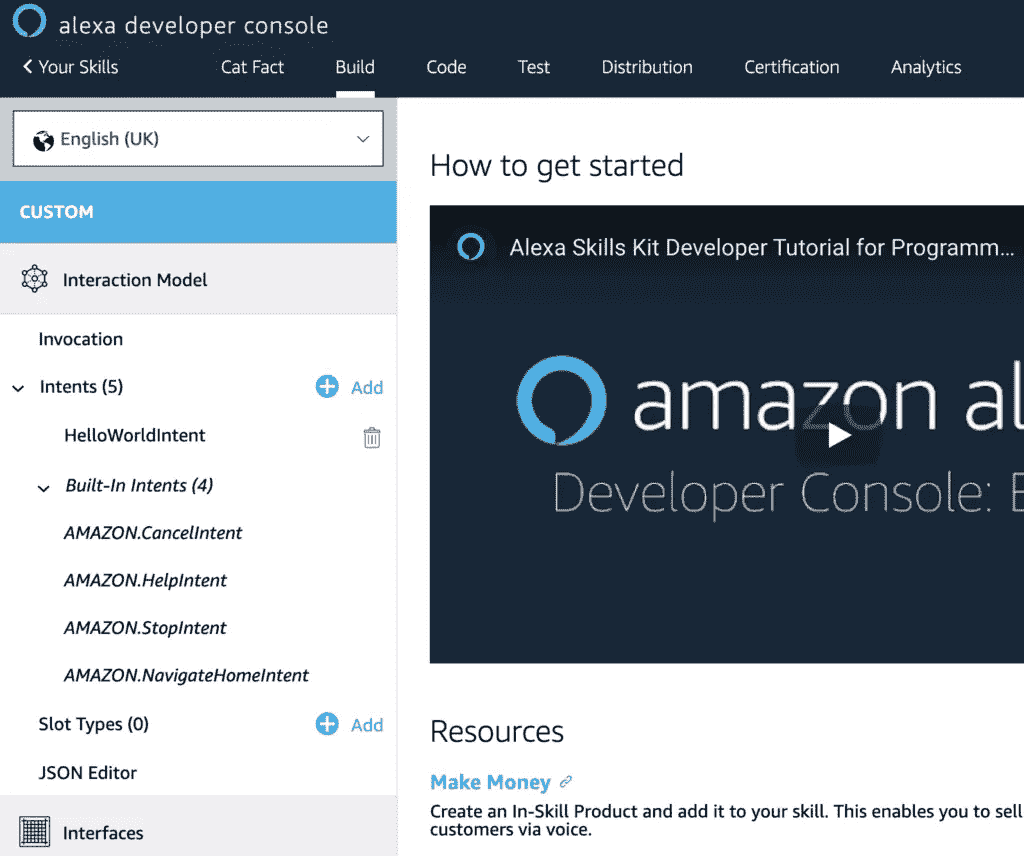 alexa developer console
Your Skills Cat Fact Build Code Test Distribution Certification Analytics
English (UK)
CUSTOM
Interaction Model
Invocation
Intents (5) Add
HelloWorldIntent
Built-In Intents (4)
AMAZON.CancelIntent
AMAZON.HelpIntent
AMAZON.StopIntent
AMAZON.NavigateHomeIntent
Slot Types (0) Add
JSON Editor
Interfaces
How to get started
Alexa Skills Kit Developer Tutorial for Programm...
amazon al
Developer Console: E
Resources
Make Money
Create an In-Skill Product and add it to your skill. This enables you to sell
customers via voice.